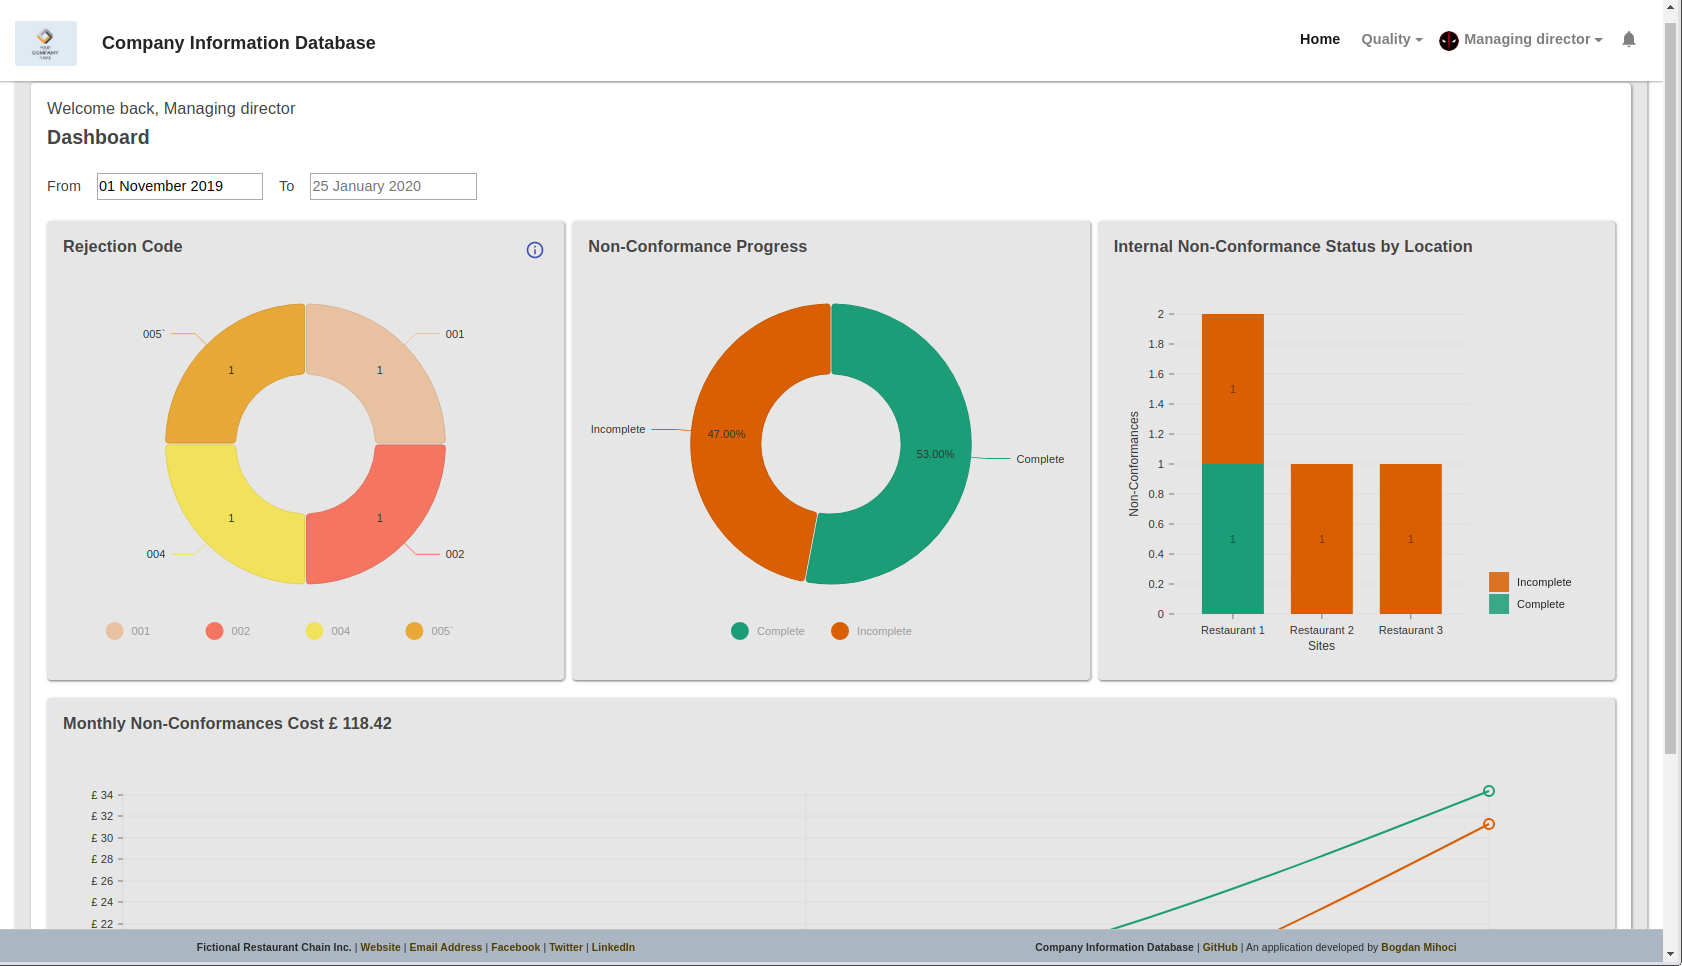 YOUR
COMPANY
NAME
Company Information Database
Home
Quality
Managing director
Welcome back, Managing director
Dashboard
From
01 November 2019
To
25 January 2020
Rejection Code
005`
001
1
1
1
1
004
002
001
002
004
005`
Non-Conformance Progress
Incomplete
47.00%
53.00%
Complete
Complete
Incomplete
Internal Non-Conformance Status by Location
Non-Conformances
2
1.8
1.6
1.4
1.2
1
0.8
0.6
0.4
0.2
0
1
1
1
1
Restaurant 1
Restaurant 2
Restaurant 3
Sites
Incomplete
Complete
Monthly Non-Conformances Cost £ 118.42
£ 34
£ 32
£ 30
£ 28
£ 26
£ 24
£ 22
Fictional Restaurant Chain Inc. | Website | Email Address | Facebook | Twitter | LinkedIn
Company Information Database | GitHub | An application developed by Bogdan Mihoci